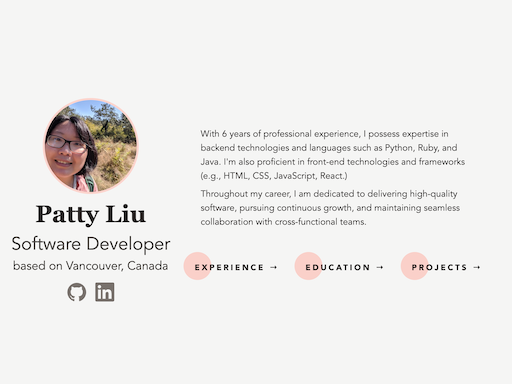 Patty Liu
Software Developer
based on Vancouver, Canada
With 6 years of professional experience, I possess expertise in
backend technologies and languages such as Python, Ruby, and
Java. I'm also proficient in front-end technologies and frameworks
(e.g., HTML, CSS, JavaScript, React.)
Throughout my career, I am dedicated to delivering high-quality
software, pursuing continuous growth, and maintaining seamless
collaboration with cross-functional teams.
EXPERIENCE → EDUCATION → PROJECTS →